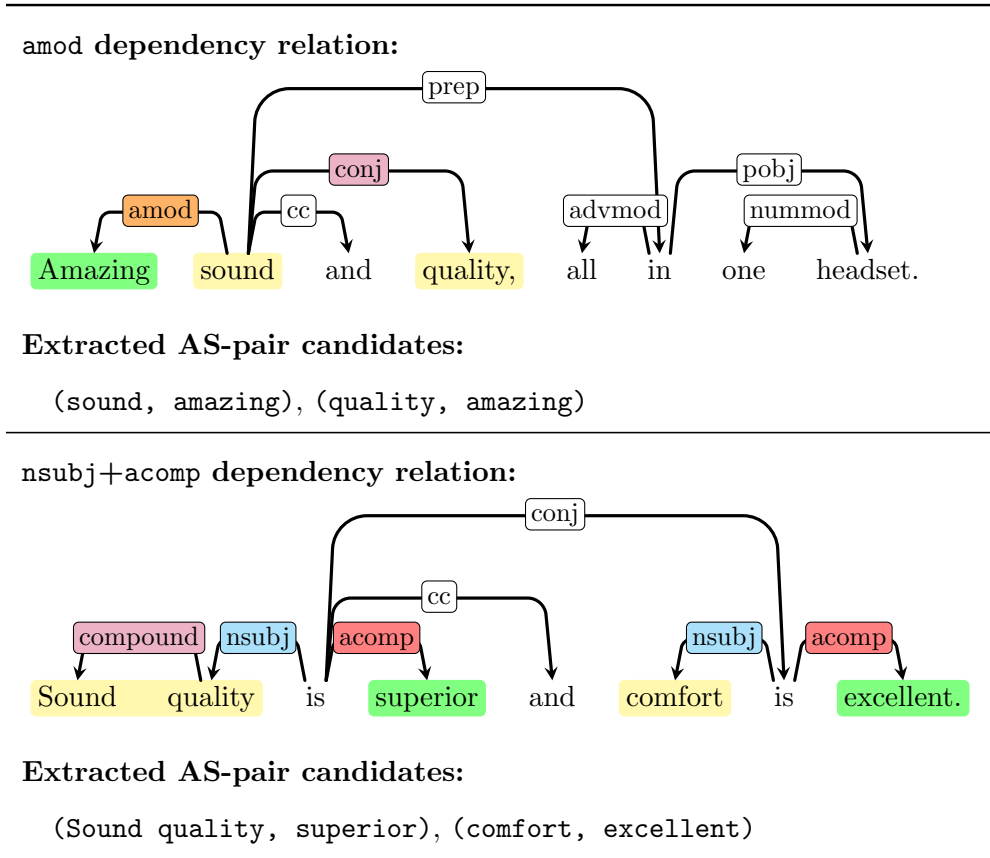 amod dependency relation:
prep
conj
pobj
amod cc advmod nummod
Amazing sound and quality, all in one headset.
Extracted AS-pair candidates:
(sound, amazing), (quality, amazing)
nsubj+acomp dependency relation:
conj
cc
compound nsubj acomp nsubj acomp
Sound quality is superior and comfort is excellent.
Extracted AS-pair candidates:
(Sound quality, superior), (comfort, excellent)